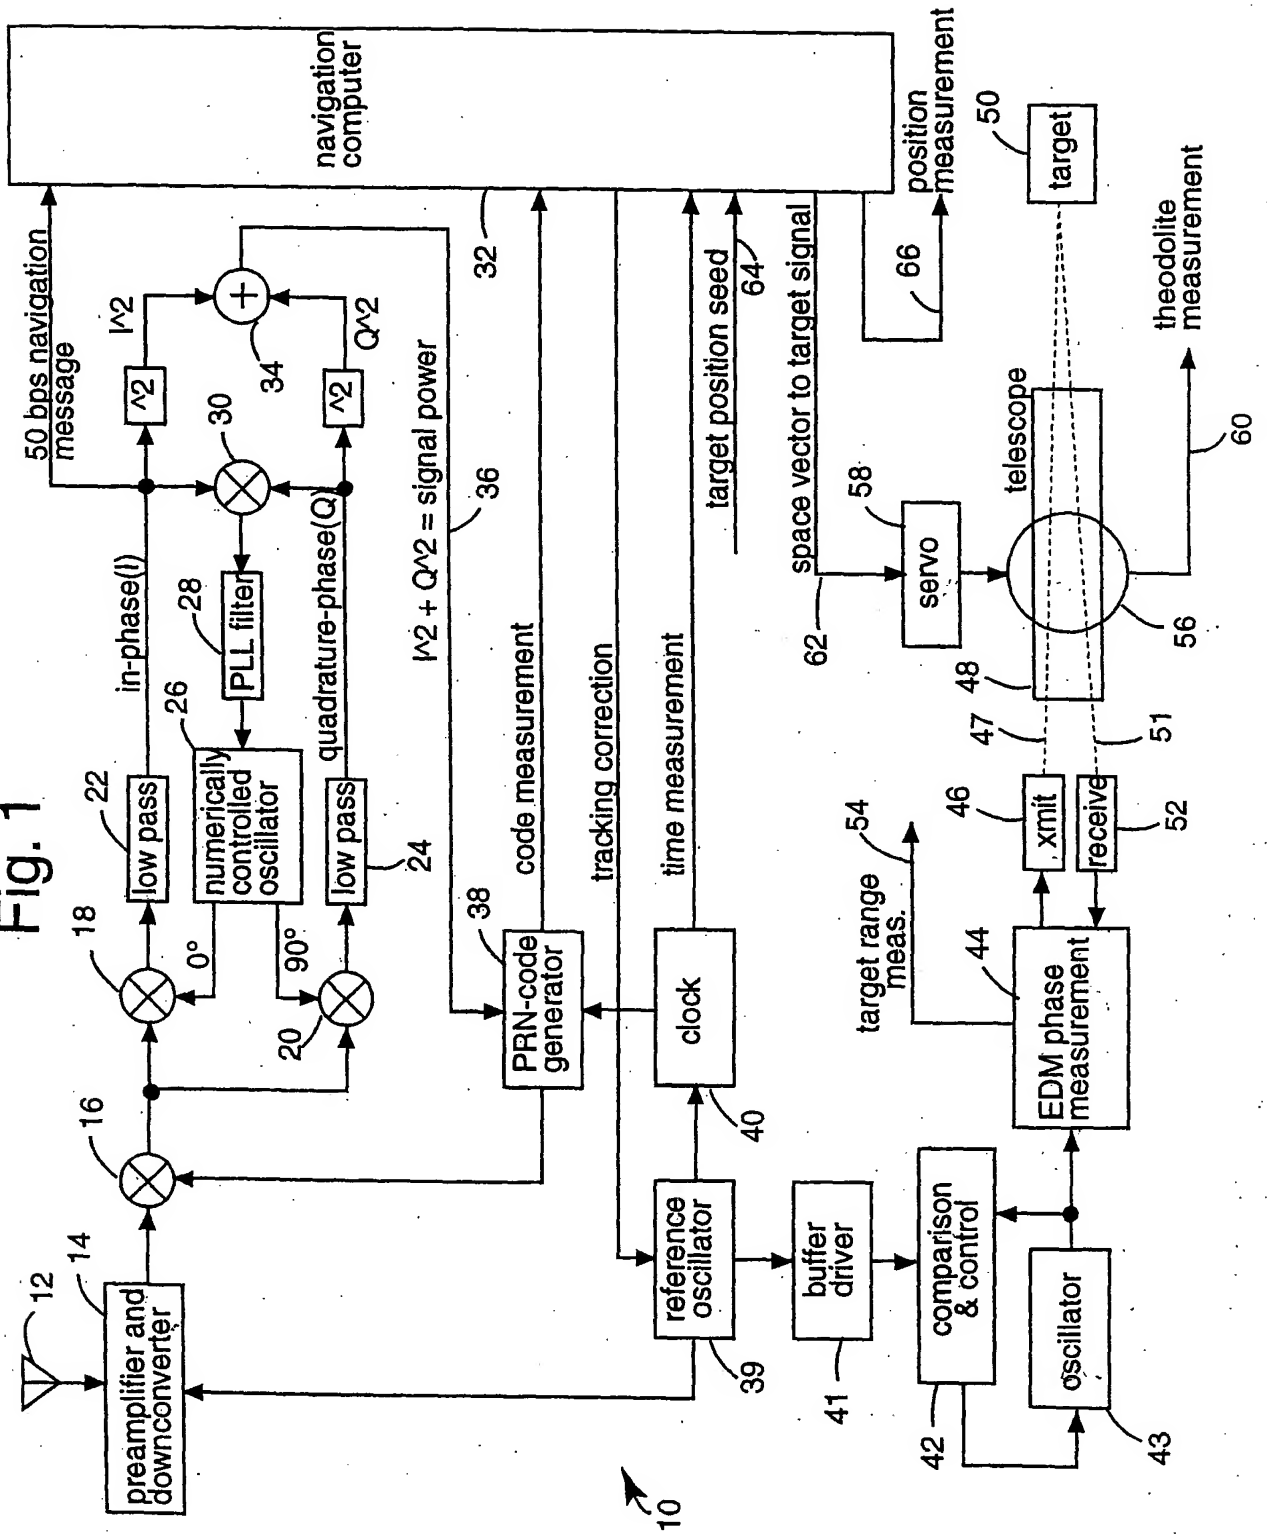 Fig. 1
12
14
preamplifier and
downconverter
16
18
20
0°
90°
22
low pass
26
numerically
controlled
oscillator
low pass
24
in-phase(I)
28
PLL filter
quadrature-phase(Q)
30
50 bps navigation
message
^2
^2
I^2
Q^2
+
34
I^2 + Q^2 = signal power
36
32
navigation
computer
38
PRN-code
generator
code measurement
tracking correction
time measurement
clock
40
reference
oscillator
39
target position seed
64
space vector to target signal
62
66
position
measurement
buffer
driver
41
comparison
& control
42
oscillator
43
44
EDM phase
measurement
target range
meas.
54
46
xmit
receive
52
47
51
48
telescope
58
servo
56
50
target
theodolite
measurement
60
10